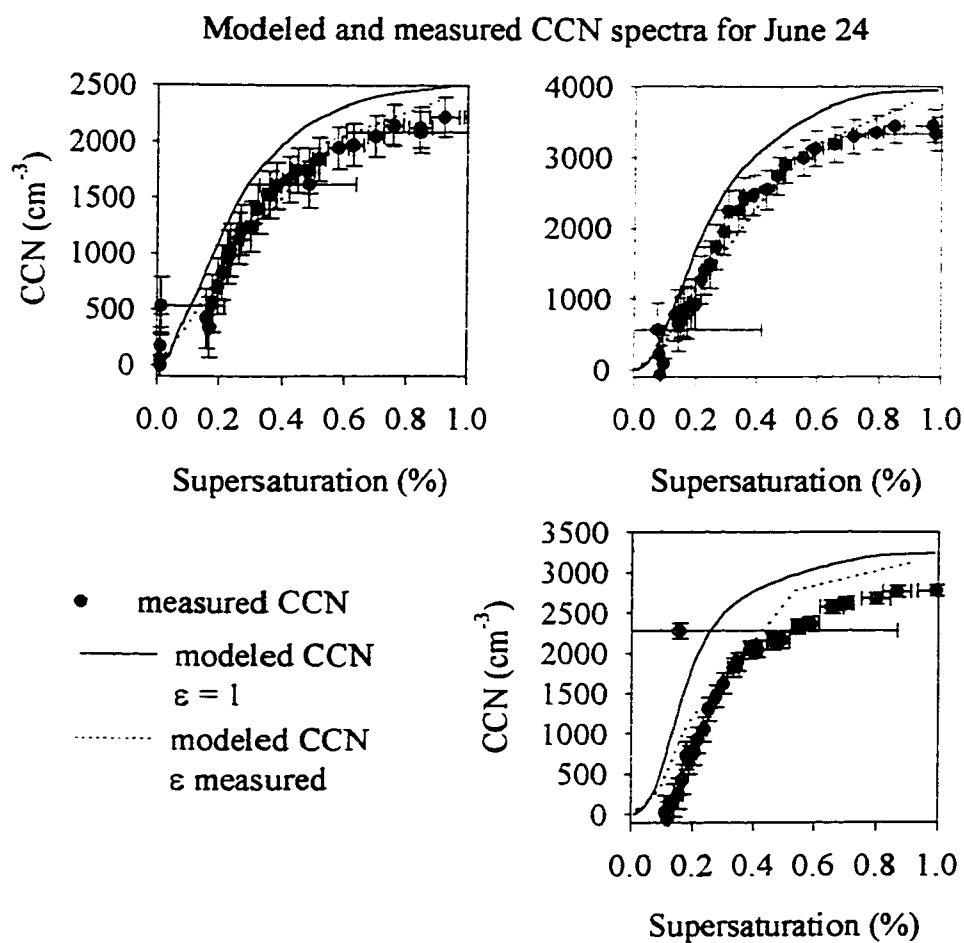 Modeled and measured CCN spectra for June 24
2500
2000
1500
1000
500
0
CCN (cm⁻³)
0.0 0.2 0.4 0.6 0.8 1.0
Supersaturation (%)
4000
3000
2000
1000
0
0.0 0.2 0.4 0.6 0.8 1.0
Supersaturation (%)
measured CCN
modeled CCN
ε = 1
modeled CCN
ε measured
3500
3000
2500
2000
1500
1000
500
0
CCN (cm⁻³)
0.0 0.2 0.4 0.6 0.8 1.0
Supersaturation (%)